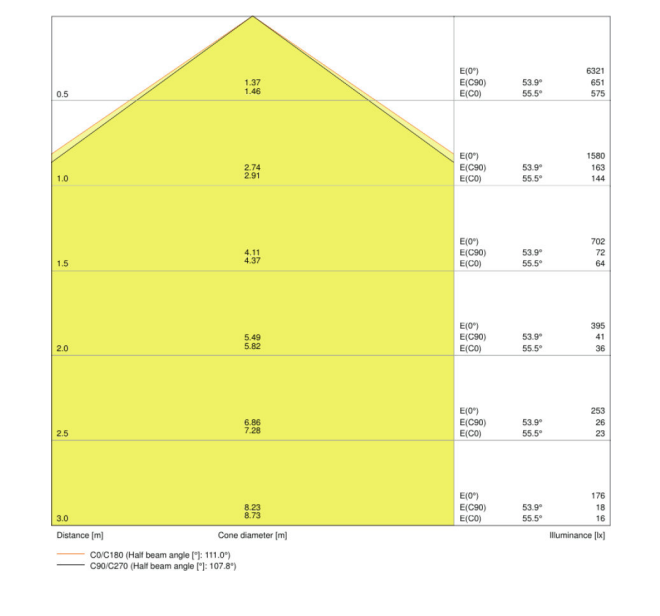 E(0°) 6321
1.37 E(C90) 53.9° 651
0.5 1.46 E(C0) 55.5° 575
E(0°) 1580
2.74 E(C90) 53.9° 163
1.0 2.91 E(C0) 55.5° 144
E(0°) 702
4.11 E(C90) 53.9° 72
1.5 4.37 E(C0) 55.5° 64
E(0°) 395
5.49 E(C90) 53.9° 41
2.0 5.82 E(C0) 55.5° 36
E(0°) 253
6.86 E(C90) 53.9° 26
2.5 7.28 E(C0) 55.5° 23
E(0°) 176
8.23 E(C90) 53.9° 18
3.0 8.73 E(C0) 55.5° 16
Distance [m] Cone diameter [m] Illuminance [lx]
C0/C180 (Half beam angle [°]: 111.0°)
C90/C270 (Half beam angle [°]: 107.8°)